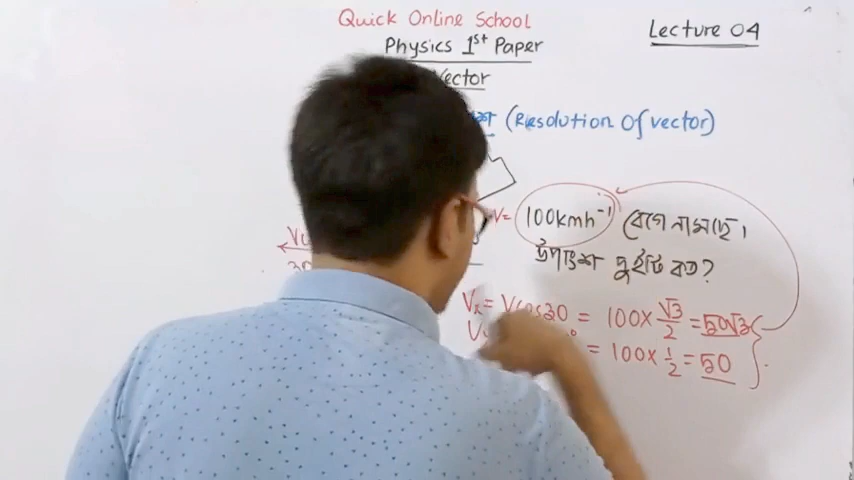 Quick Online School
Lecture 04
Physics 1st Paper
Vector
(Resolution Of vector)
V= 100kmh⁻¹ বেগে নামছে।
উপাংশ দুইটি কত?
Vx = Vcos30 = 100x √3/2 = 50√3
= 100x 1/2 = 50